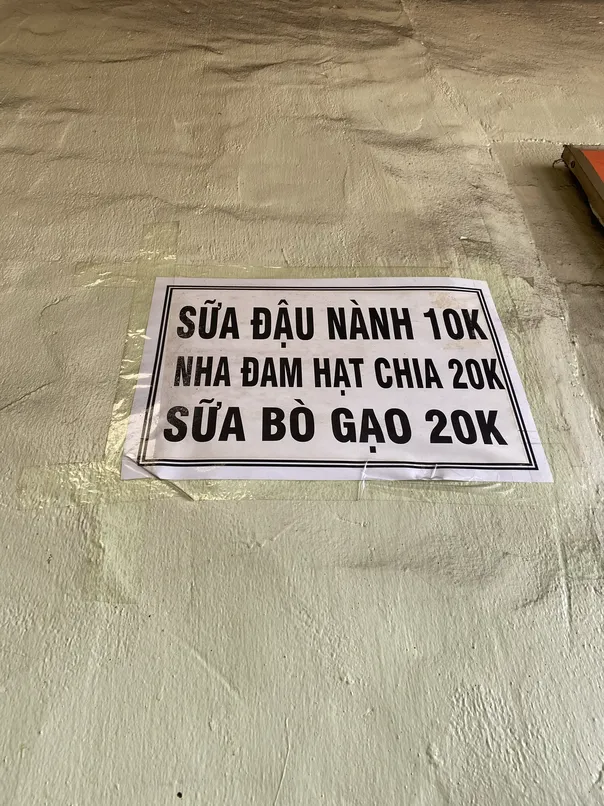 SỮA ĐẬU NÀNH 10K
NHA ĐAM HẠT CHIA 20K
SỮA BÒ GẠO 20K